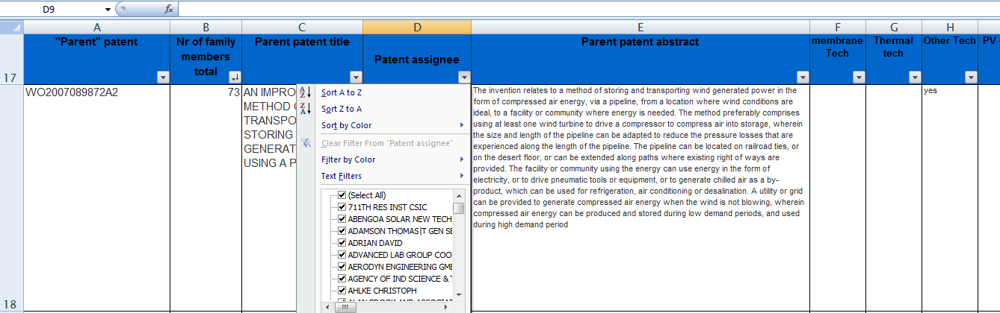 D9
fx
A B C D E F G H
17
"Parent" patent
Nr of family
members
total
Parent patent title
Patent assignee
Parent patent abstract
membrane
Tech
Thermal
tech
Other Tech
PV
18
WO2007089872A2
73
AN IMPRO
METHOD
TRANSPO
STORING
GENERAT
USING A P
Sort A to Z
Sort Z to A
Sort by Color
Clear Filter From "Patent assignee"
Filter by Color
Text Filters
(Select All)
711TH RES INST CSIC
ABENGOA SOLAR NEW TECH
ADAMSON THOMAS|T GEN SE
ADRIAN DAVID
ADVANCED LAB GROUP COO
AERODYN ENGINEERING GMB
AGENCY OF IND SCIENCE &
AHLKE CHRISTOPH
ALAN BROOK AND ASSOCIAT
The invention relates to a method of storing and transporting wind generated power in the
form of compressed air energy, via a pipeline, from a location where wind conditions are
ideal, to a facility or community where energy is needed. The method preferably comprises
using at least one wind turbine to drive a compressor to compress air into storage, wherein
the size and length of the pipeline can be adapted to reduce the pressure losses that are
experienced along the length of the pipeline. The pipeline can be located on railroad ties, or
on the desert floor, or can be extended along paths where existing right of ways are
provided. The facility or community using the energy can use energy in the form of
electricity, or to drive pneumatic tools or equipment, or to generate chilled air as a by-
product, which can be used for refrigeration, air conditioning or desalination. A utility or grid
can be provided to generate compressed air energy when the wind is not blowing, wherein
compressed air energy can be produced and stored during low demand periods, and used
during high demand period
yes